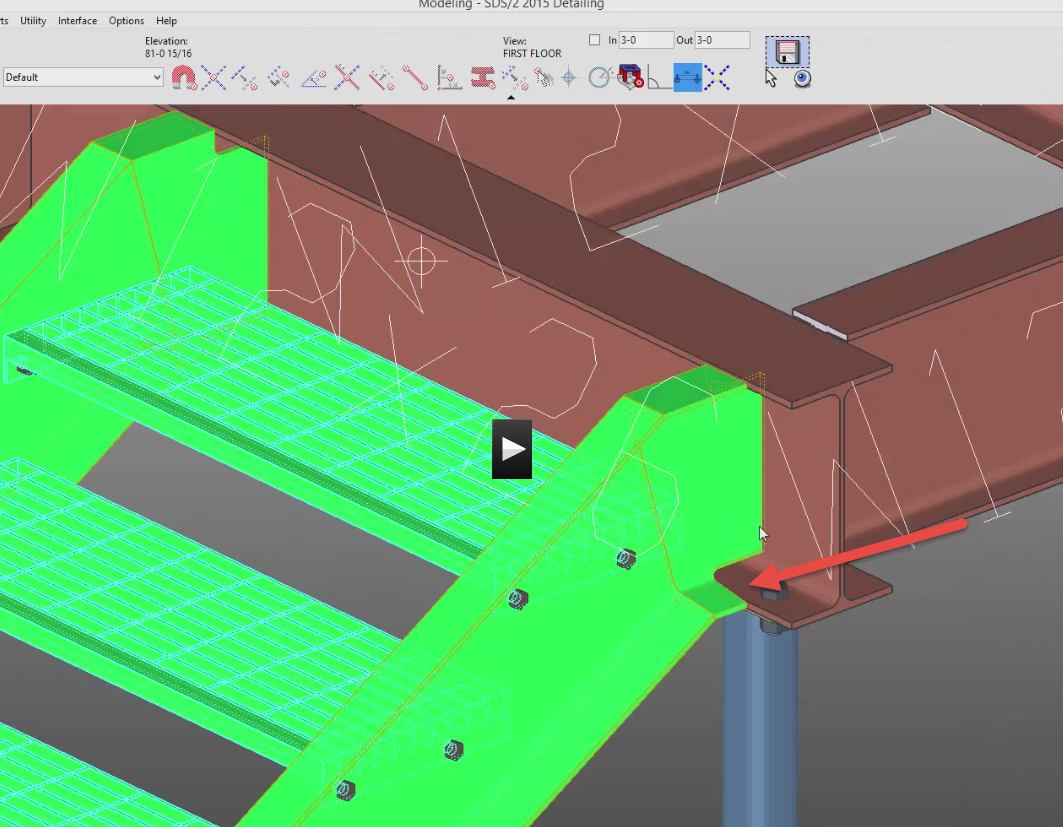 Modeling - SDS/2 2015 Detailing
rts Utility Interface Options Help
Elevation:
81-0 15/16
View:
FIRST FLOOR
In 3-0 Out 3-0
Default